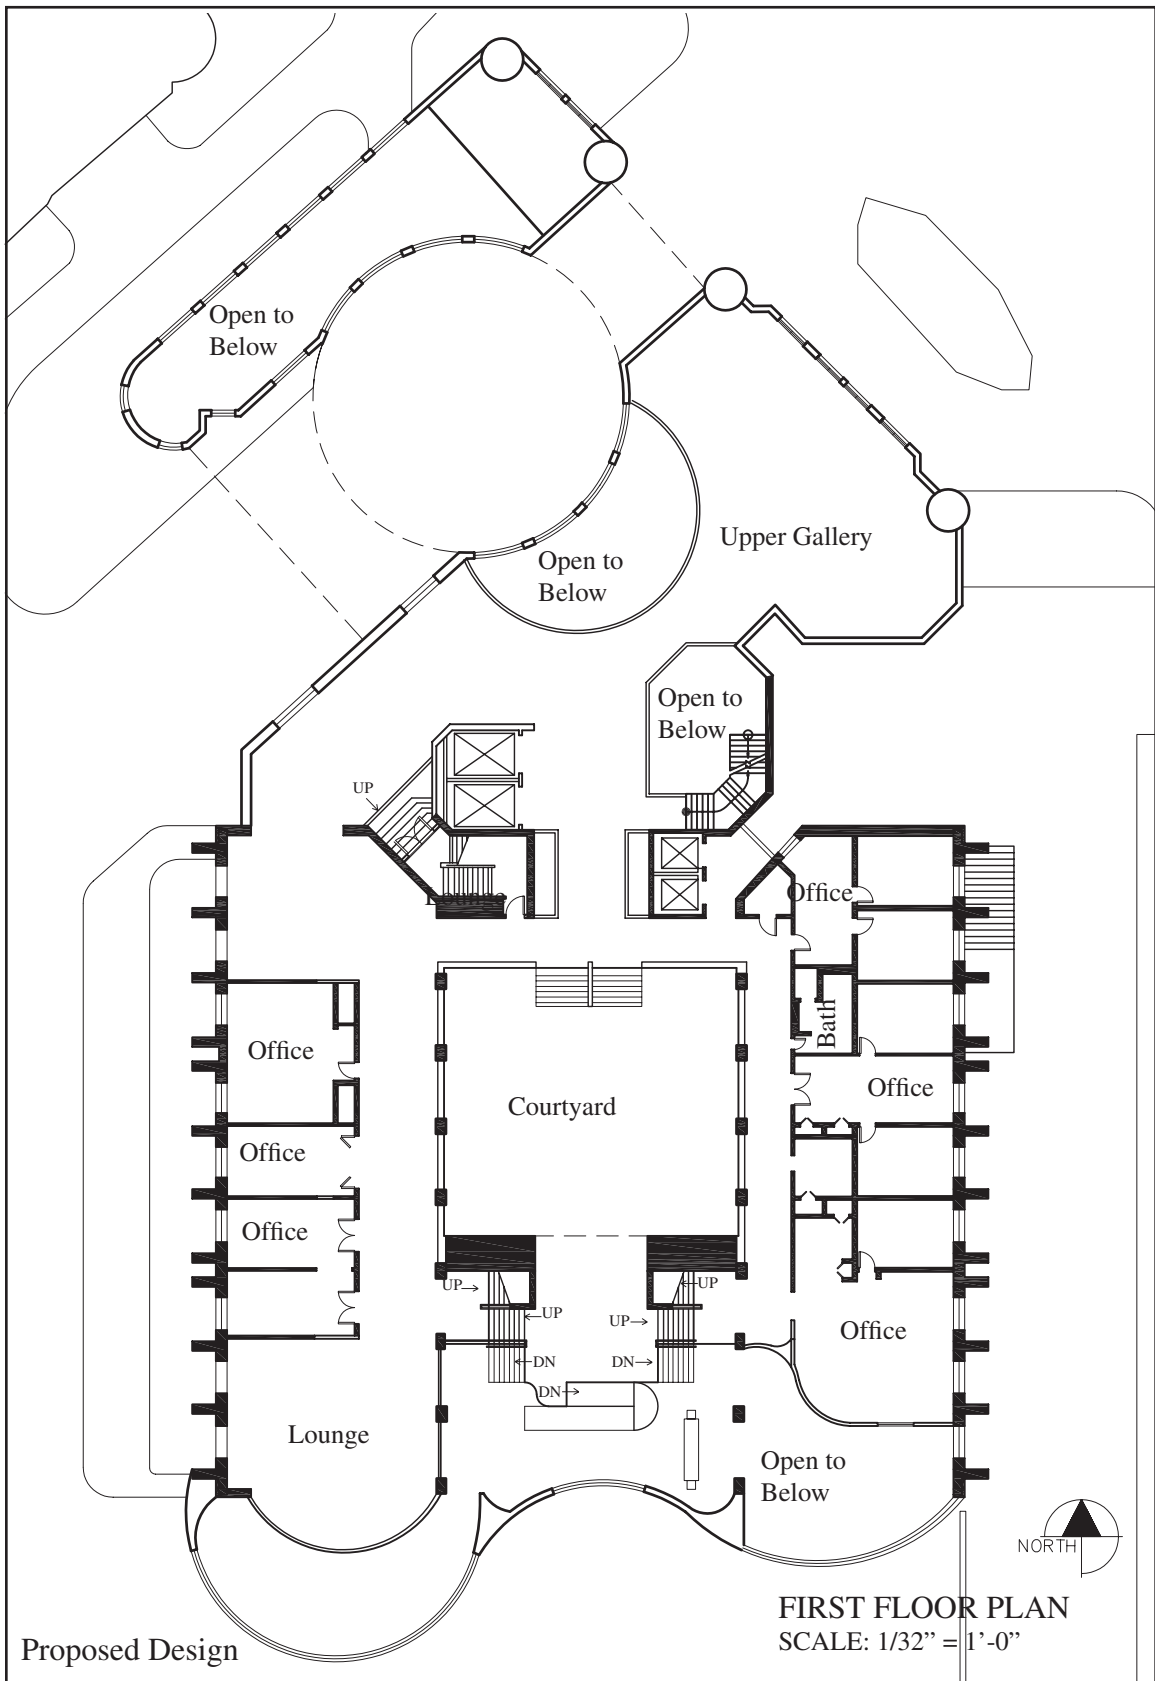 Open to
Below
Upper Gallery
Open to
Below
Open to
Below
UP
Lounge
Office
Bath
Office
Office
Courtyard
Office
Office
UP
UP
UP
UP
Office
DN
DN
DN
Lounge
Open to
Below
NORTH
FIRST FLOOR PLAN
SCALE: 1/32” = 1’-0”
Proposed Design